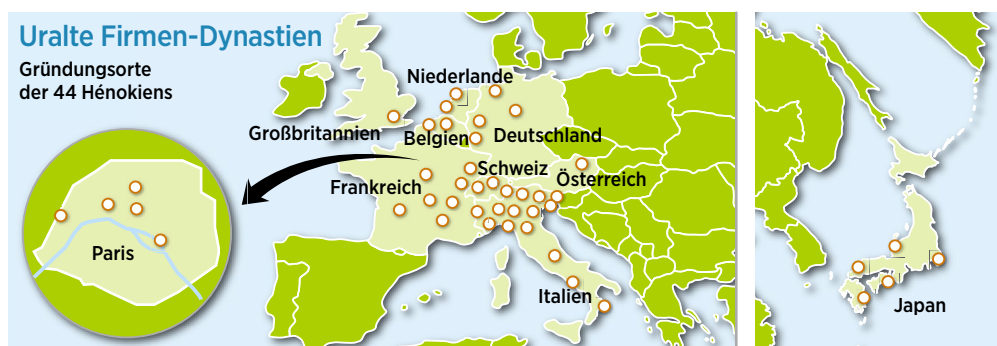 Uralte Firmen-Dynastien
Gründungsorte
der 44 Hénokiens
Niederlande
Großbritannien
Belgien
Deutschland
Schweiz
Österreich
Frankreich
Paris
Italien
Japan